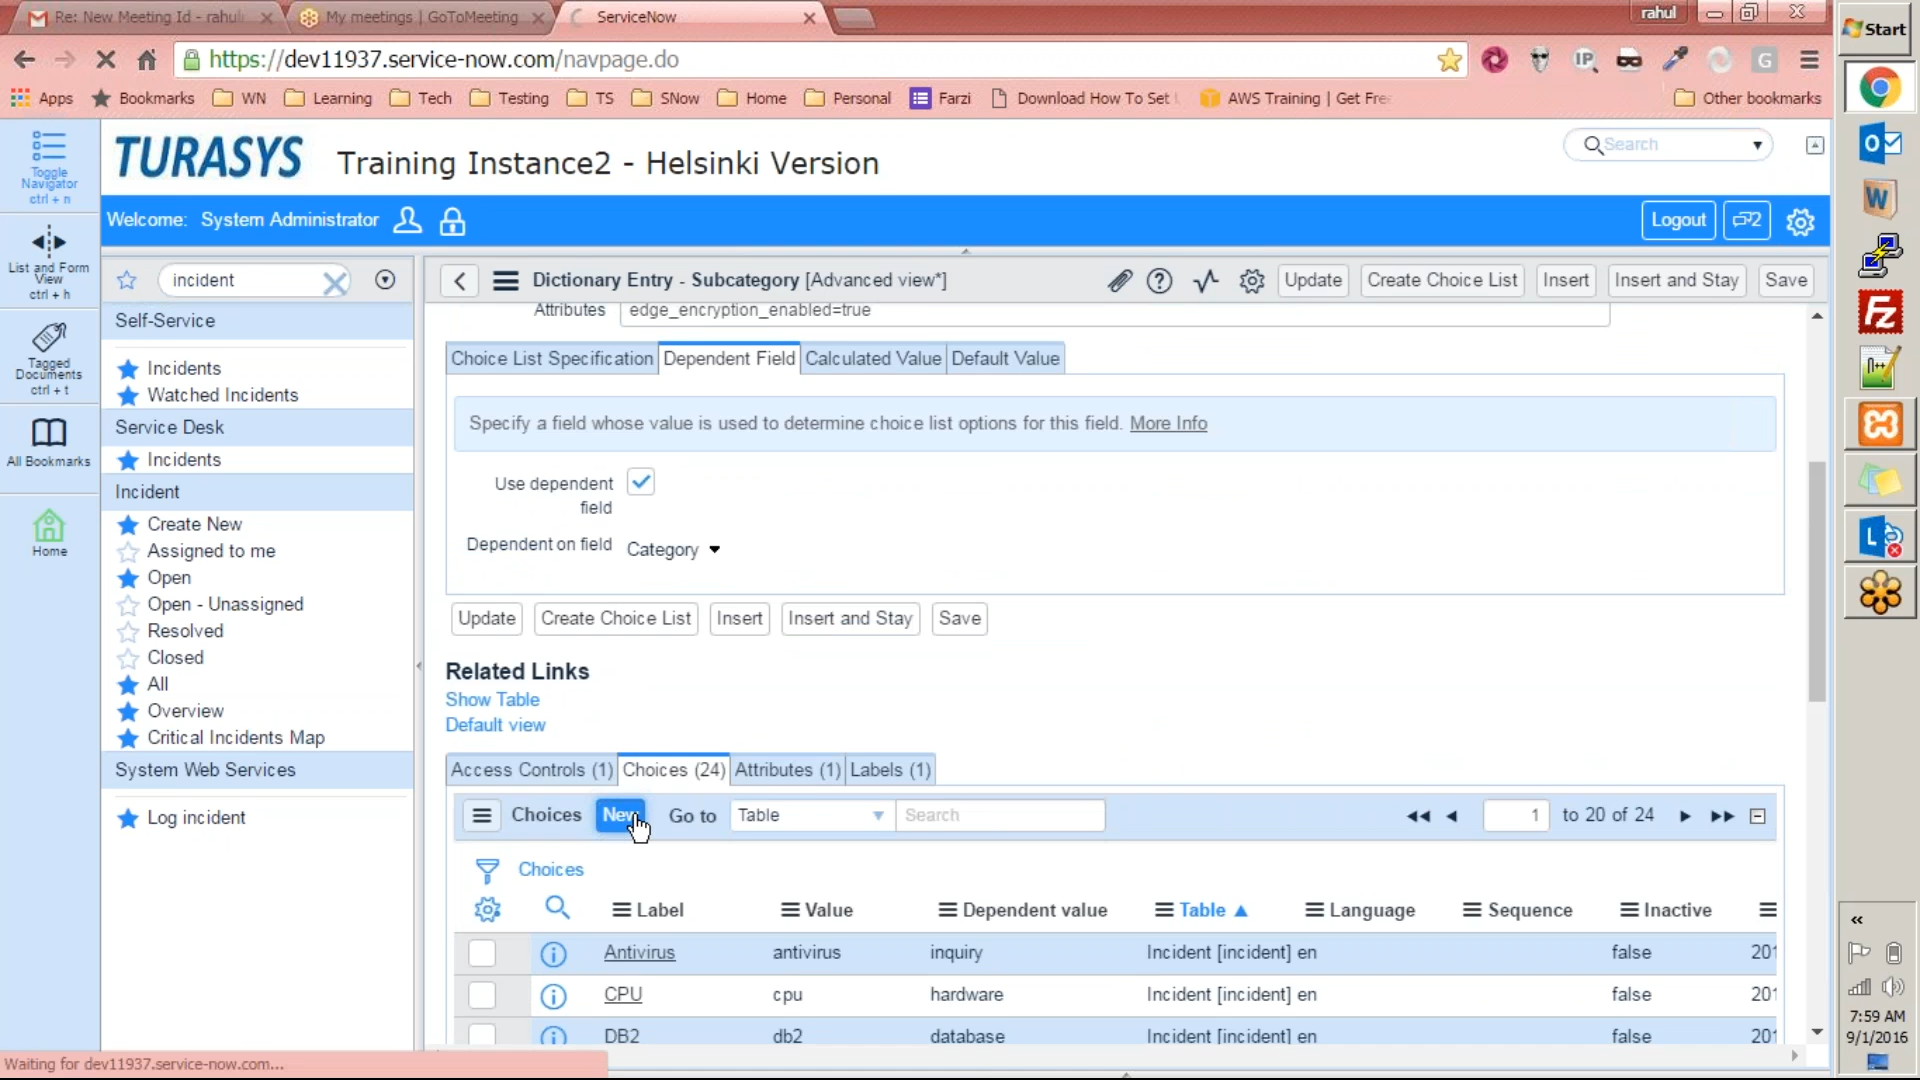 Re: New Meeting Id - rahul
My meetings | GoToMeeting
ServiceNow
rahul
Start
https://dev11937.service-now.com/navpage.do
IP
G
Apps
Bookmarks
WN
Learning
Tech
Testing
TS
SNow
Home
Personal
Farzi
Download How To Set
AWS Training | Get Free
Other bookmarks
Toggle Navigator
ctrl + n
TURASYS
Training Instance2 - Helsinki Version
Search
Welcome: System Administrator
Logout
2
List and Form View
ctrl + h
Tagged Documents
ctrl + t
All Bookmarks
Home
incident
Self-Service
Incidents
Watched Incidents
Service Desk
Incidents
Incident
Create New
Assigned to me
Open
Open - Unassigned
Resolved
Closed
All
Overview
Critical Incidents Map
System Web Services
Log incident
Dictionary Entry - Subcategory [Advanced view*]
Update
Create Choice List
Insert
Insert and Stay
Save
Attributes
edge_encryption_enabled=true
Choice List Specification
Dependent Field
Calculated Value
Default Value
Specify a field whose value is used to determine choice list options for this field. More Info
Use dependent field
Dependent on field
Category
Update
Create Choice List
Insert
Insert and Stay
Save
Related Links
Show Table
Default view
Access Controls (1)
Choices (24)
Attributes (1)
Labels (1)
Choices
New
Go to
Table
Search
1
to 20 of 24
Choices
Label
Value
Dependent value
Table
Language
Sequence
Inactive
Antivirus antivirus inquiry Incident [incident] en false 201
CPU cpu hardware Incident [incident] en false 201
DB2 db2 database Incident [incident] en false 201
Waiting for dev11937.service-now.com...
7:59 AM
9/1/2016